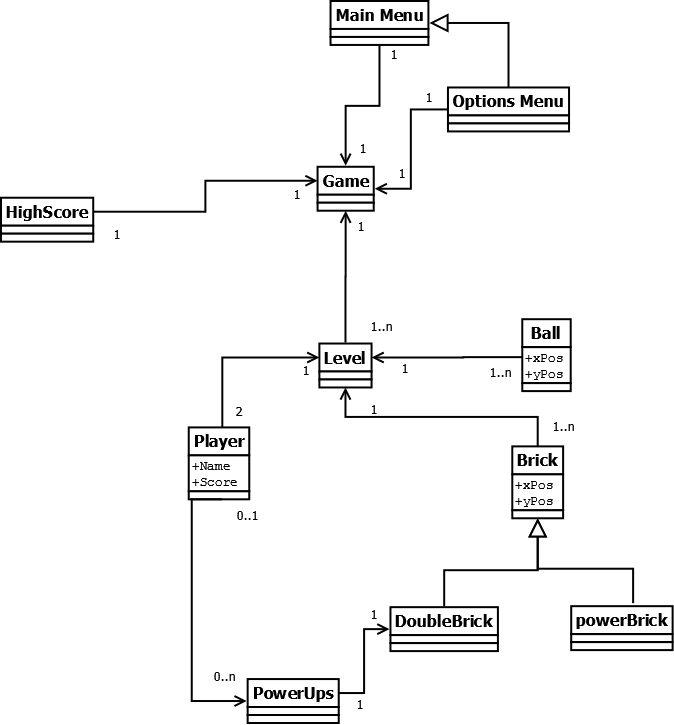 Main Menu
1
Options Menu
1
1
1
Game
1
HighScore
1
1
1..n
Ball
+xPos
+yPos
Level
1
1
1..n
2
1
1..n
Player
+Name
+Score
Brick
+xPos
+yPos
0..1
DoubleBrick
powerBrick
1
0..n
PowerUps
1